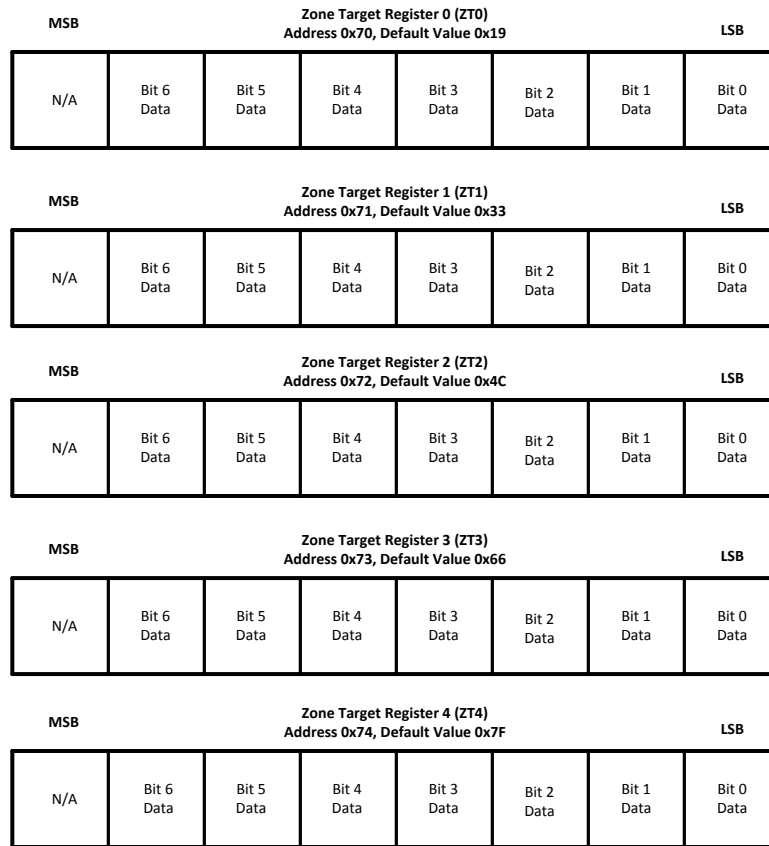 Zone Target Register 0 (ZT0)
MSB Address 0x70, Default Value 0x19 LSB
N/A Bit 6 Data Bit 5 Data Bit 4 Data Bit 3 Data Bit 2 Data Bit 1 Data Bit 0 Data
Zone Target Register 1 (ZT1)
MSB Address 0x71, Default Value 0x33 LSB
N/A Bit 6 Data Bit 5 Data Bit 4 Data Bit 3 Data Bit 2 Data Bit 1 Data Bit 0 Data
Zone Target Register 2 (ZT2)
MSB Address 0x72, Default Value 0x4C LSB
N/A Bit 6 Data Bit 5 Data Bit 4 Data Bit 3 Data Bit 2 Data Bit 1 Data Bit 0 Data
Zone Target Register 3 (ZT3)
MSB Address 0x73, Default Value 0x66 LSB
N/A Bit 6 Data Bit 5 Data Bit 4 Data Bit 3 Data Bit 2 Data Bit 1 Data Bit 0 Data
Zone Target Register 4 (ZT4)
MSB Address 0x74, Default Value 0x7F LSB
N/A Bit 6 Data Bit 5 Data Bit 4 Data Bit 3 Data Bit 2 Data Bit 1 Data Bit 0 Data